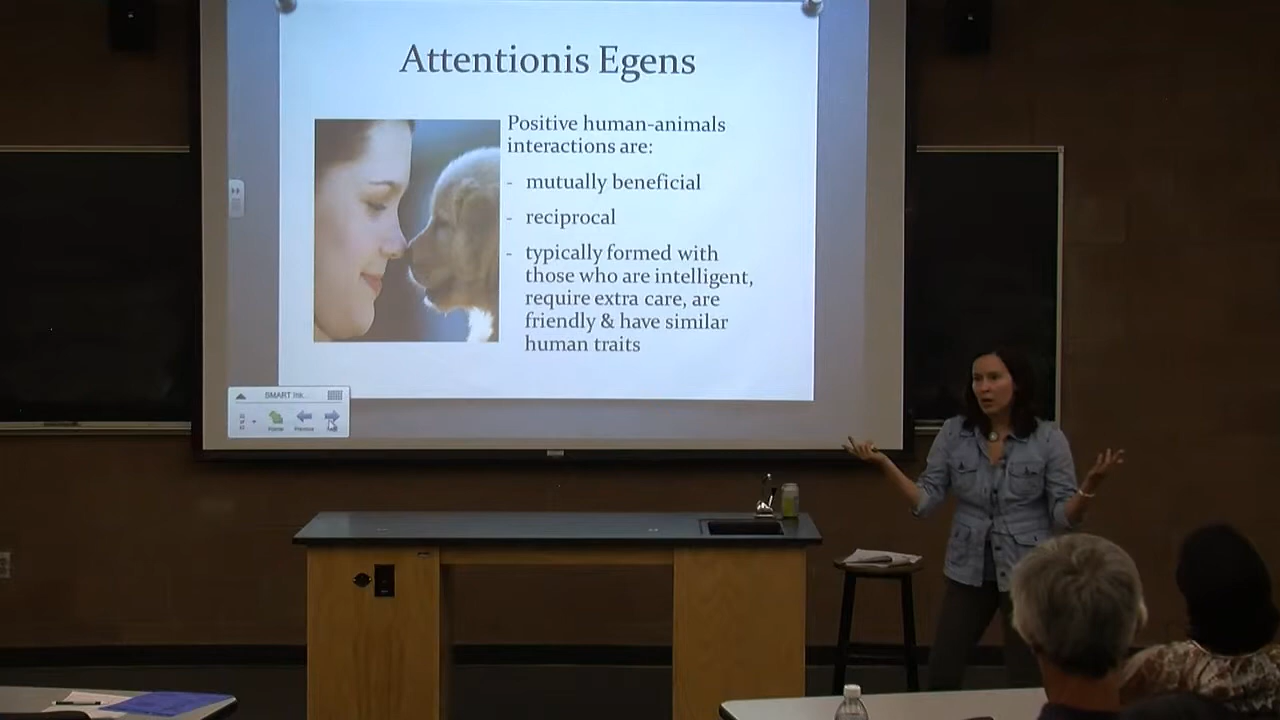 Attentionis Egens
Positive human-animals
interactions are:
- mutually beneficial
- reciprocal
- typically formed with
those who are intelligent,
require extra care, are
friendly & have similar
human traits
SMART Ink...
Home Previous